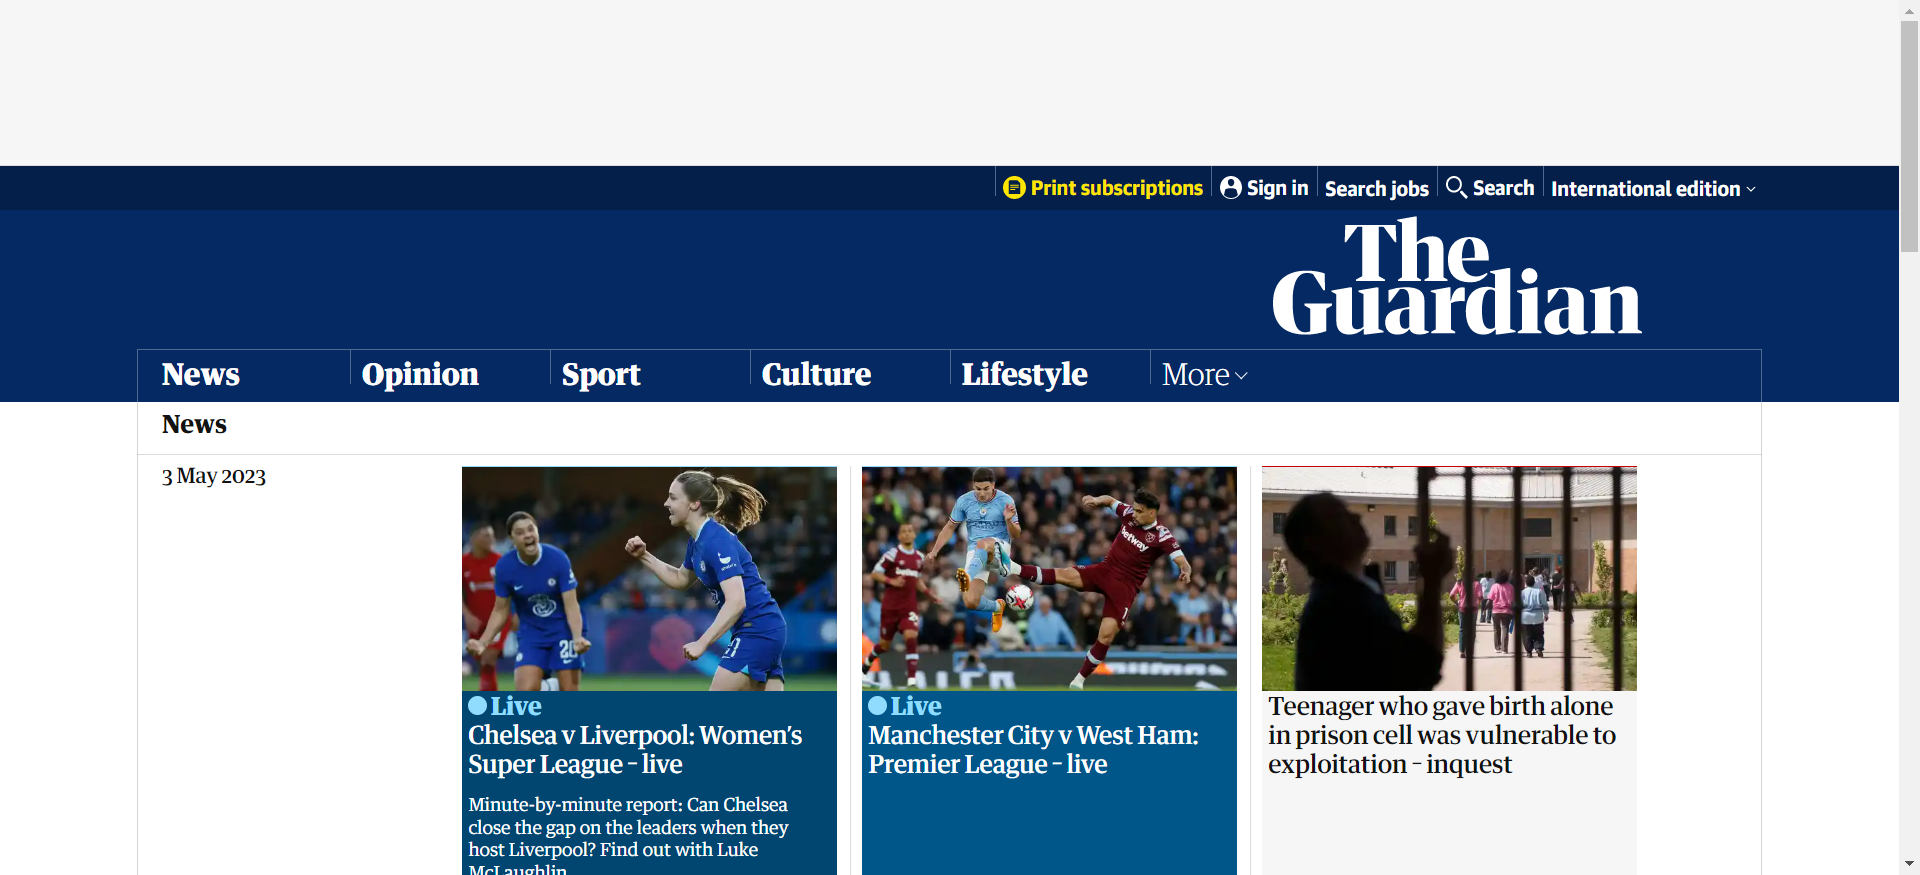 Print subscriptions
Sign in
Search jobs
Search
International edition
The
Guardian
News
Opinion
Sport
Culture
Lifestyle
More
News
3 May 2023
Live
Chelsea v Liverpool: Women's
Super League – live
Minute-by-minute report: Can Chelsea
close the gap on the leaders when they
host Liverpool? Find out with Luke
McLaughlin
betway
Live
Manchester City v West Ham:
Premier League – live
Teenager who gave birth alone
in prison cell was vulnerable to
exploitation – inquest